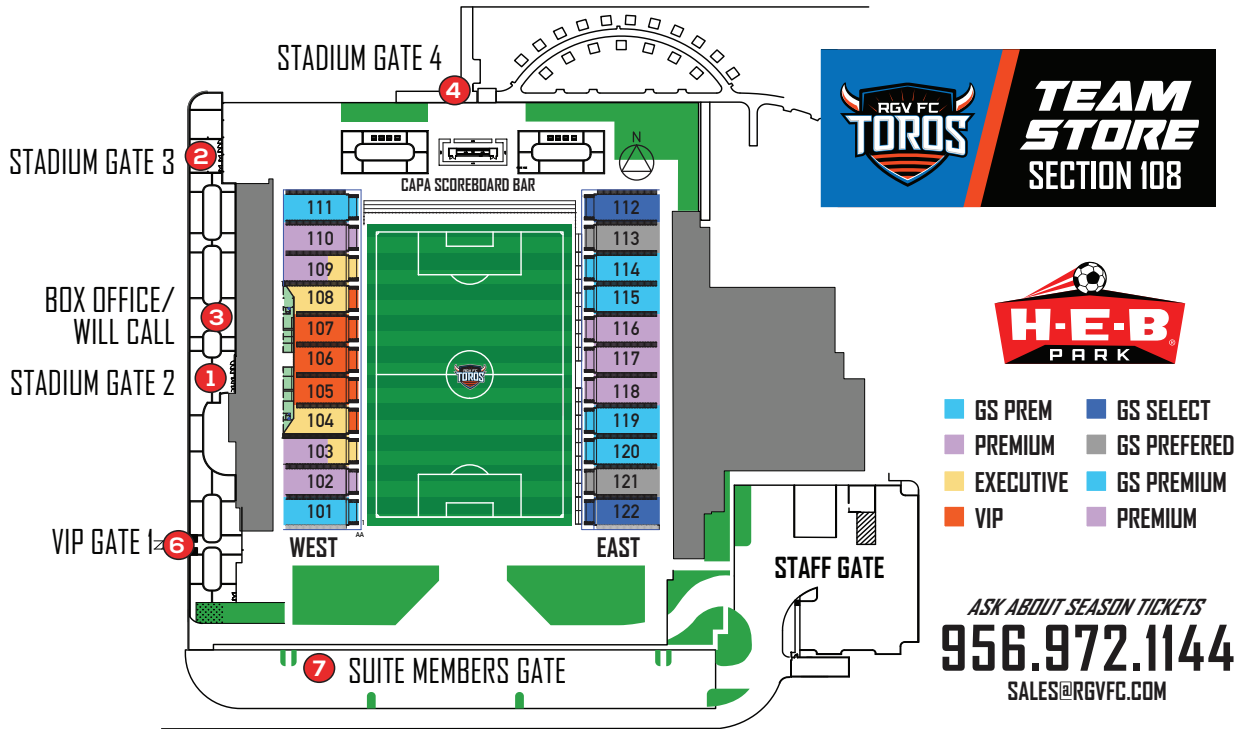 STADIUM GATE 4
4
STADIUM GATE 3
2
CAPA SCOREBOARD BAR
N
RGV FC
TOROS
TEAM
STORE
SECTION 108
111
110
109
108
107
106
105
104
103
102
101
WEST
AA
RGV FC
TOROS
112
113
114
115
116
117
118
119
120
121
122
EAST
BOX OFFICE/
WILL CALL
3
STADIUM GATE 2
1
VIP GATE 1
6
7
SUITE MEMBERS GATE
STAFF GATE
H-E-B®
PARK
GS PREM
PREMIUM
EXECUTIVE
VIP
GS SELECT
GS PREFERED
GS PREMIUM
PREMIUM
ASK ABOUT SEASON TICKETS
956.972.1144
SALES@RGVFC.COM